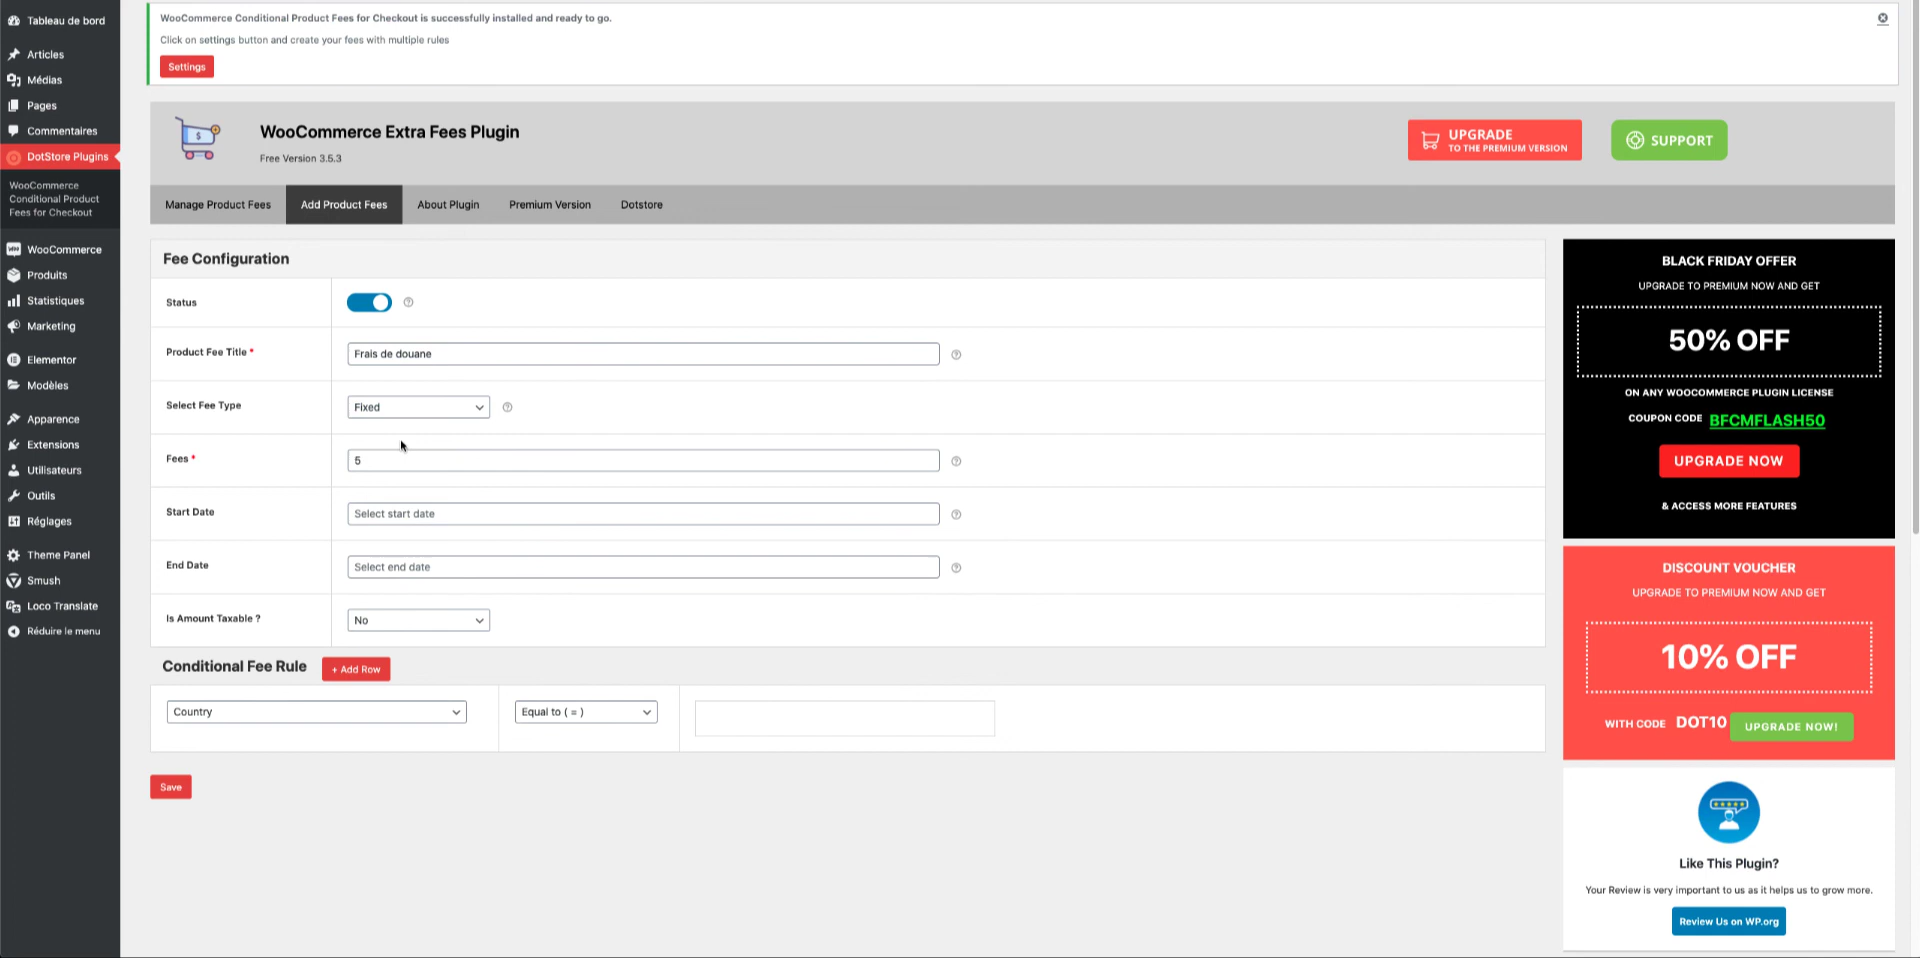 Tableau de bord
Articles
Médias
Pages
Commentaires
DotStore Plugins
WooCommerce
Conditional Product
Fees for Checkout
WooCommerce
Produits
Statistiques
Marketing
Elementor
Modèles
Apparence
Extensions
Utilisateurs
Outils
Réglages
Theme Panel
Smush
Loco Translate
Réduire le menu
WooCommerce Conditional Product Fees for Checkout is successfully installed and ready to go.
Click on settings button and create your fees with multiple rules
Settings
WooCommerce Extra Fees Plugin
Free Version 3.5.3
UPGRADE
TO THE PREMIUM VERSION
SUPPORT
Manage Product Fees
Add Product Fees
About Plugin
Premium Version
Dotstore
Fee Configuration
Status
Product Fee Title *
Frais de douane
Select Fee Type
Fixed
Fees *
5
Start Date
Select start date
End Date
Select end date
Is Amount Taxable ?
No
Conditional Fee Rule
+ Add Row
Country
Equal to ( = )
Save
BLACK FRIDAY OFFER
UPGRADE TO PREMIUM NOW AND GET
50% OFF
ON ANY WOOCOMMERCE PLUGIN LICENSE
COUPON CODE BFCMFLASH50
UPGRADE NOW
& ACCESS MORE FEATURES
DISCOUNT VOUCHER
UPGRADE TO PREMIUM NOW AND GET
10% OFF
WITH CODE DOT10
UPGRADE NOW!
Like This Plugin?
Your Review is very important to us as it helps us to grow more.
Review Us on WP.org